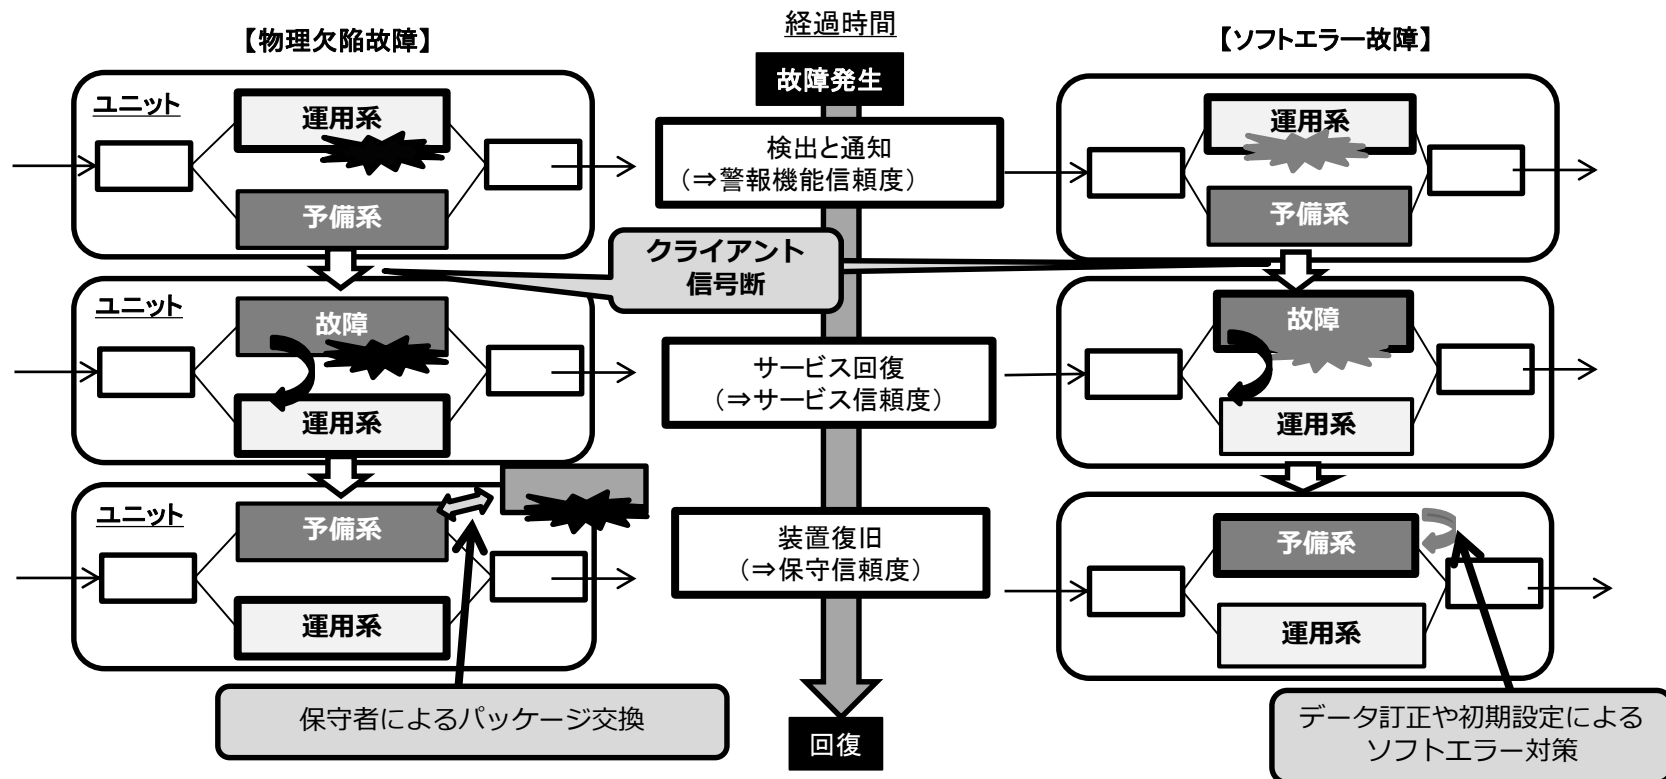 経過時間
【物理欠陥故障】
【ソフトエラー故障】
故障発生
ユニット
運用系
予備系
検出と通知
（⇒警報機能信頼度）
運用系
予備系
クライアント
信号断
ユニット
故障
運用系
サービス回復
（⇒サービス信頼度）
故障
運用系
ユニット
予備系
運用系
装置復旧
（⇒保守信頼度）
予備系
運用系
保守者によるパッケージ交換
回復
データ訂正や初期設定による
ソフトエラー対策